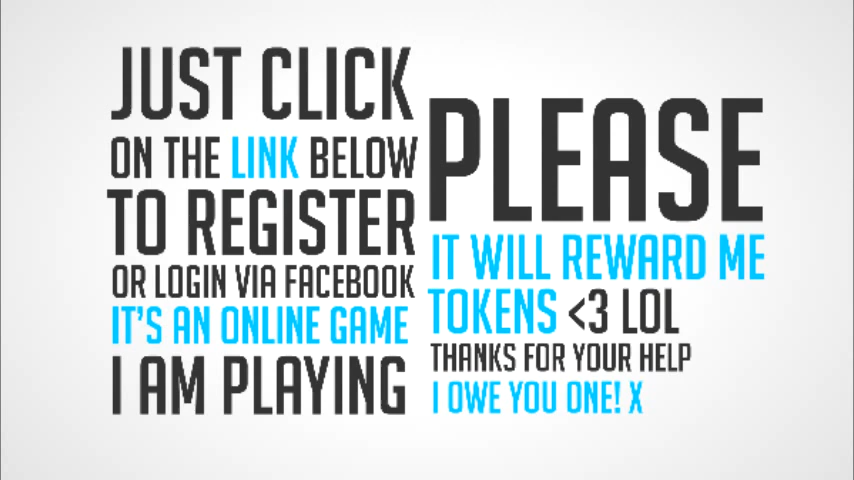 JUST CLICK
ON THE LINK BELOW
TO REGISTER
OR LOGIN VIA FACEBOOK
IT'S AN ONLINE GAME
I AM PLAYING
PLEASE
IT WILL REWARD ME
TOKENS <3 LOL
THANKS FOR YOUR HELP
I OWE YOU ONE! X